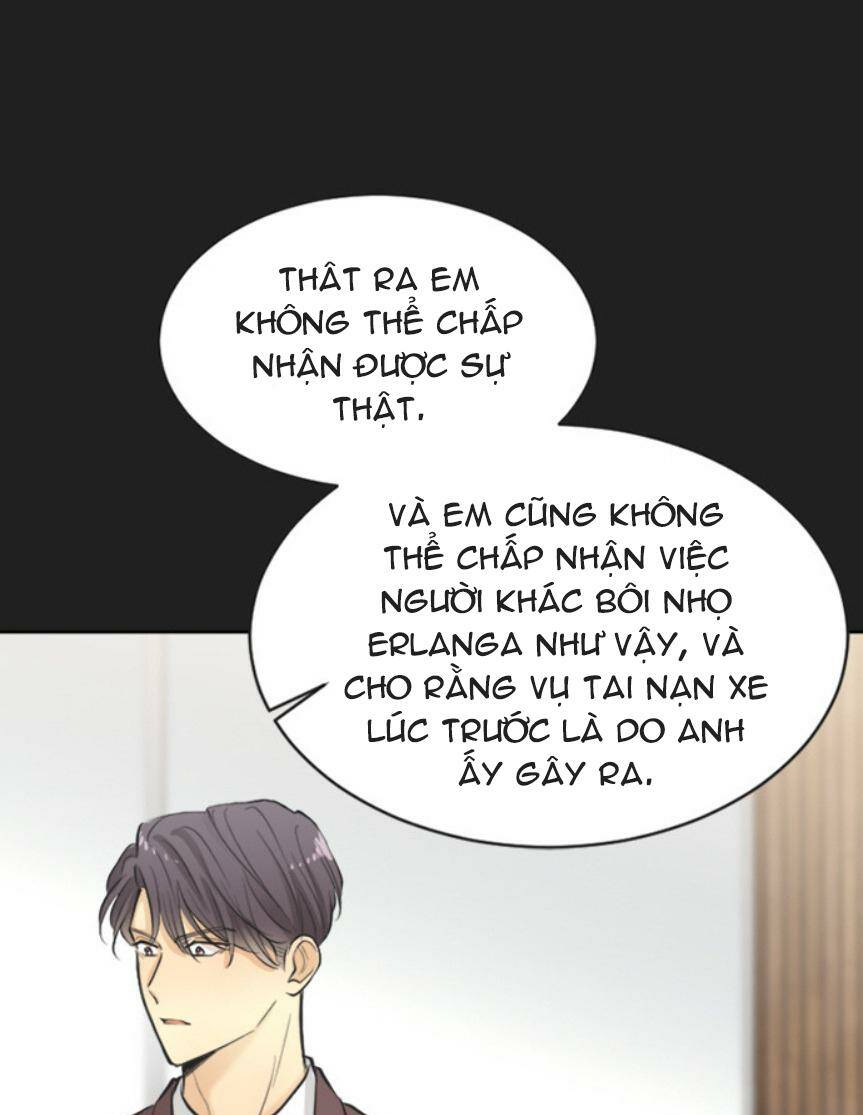 THẬT RA EM
KHÔNG THỂ CHẤP
NHẬN ĐƯỢC SỰ
THẬT.
VÀ EM CŨNG KHÔNG
THỂ CHẤP NHẬN VIỆC
NGƯỜI KHÁC BÔI NHỌ
ERLANGA NHƯ VẬY, VÀ
CHO RẰNG VỤ TAI NẠN XE
LÚC TRƯỚC LÀ DO ANH
ẤY GÂY RA.